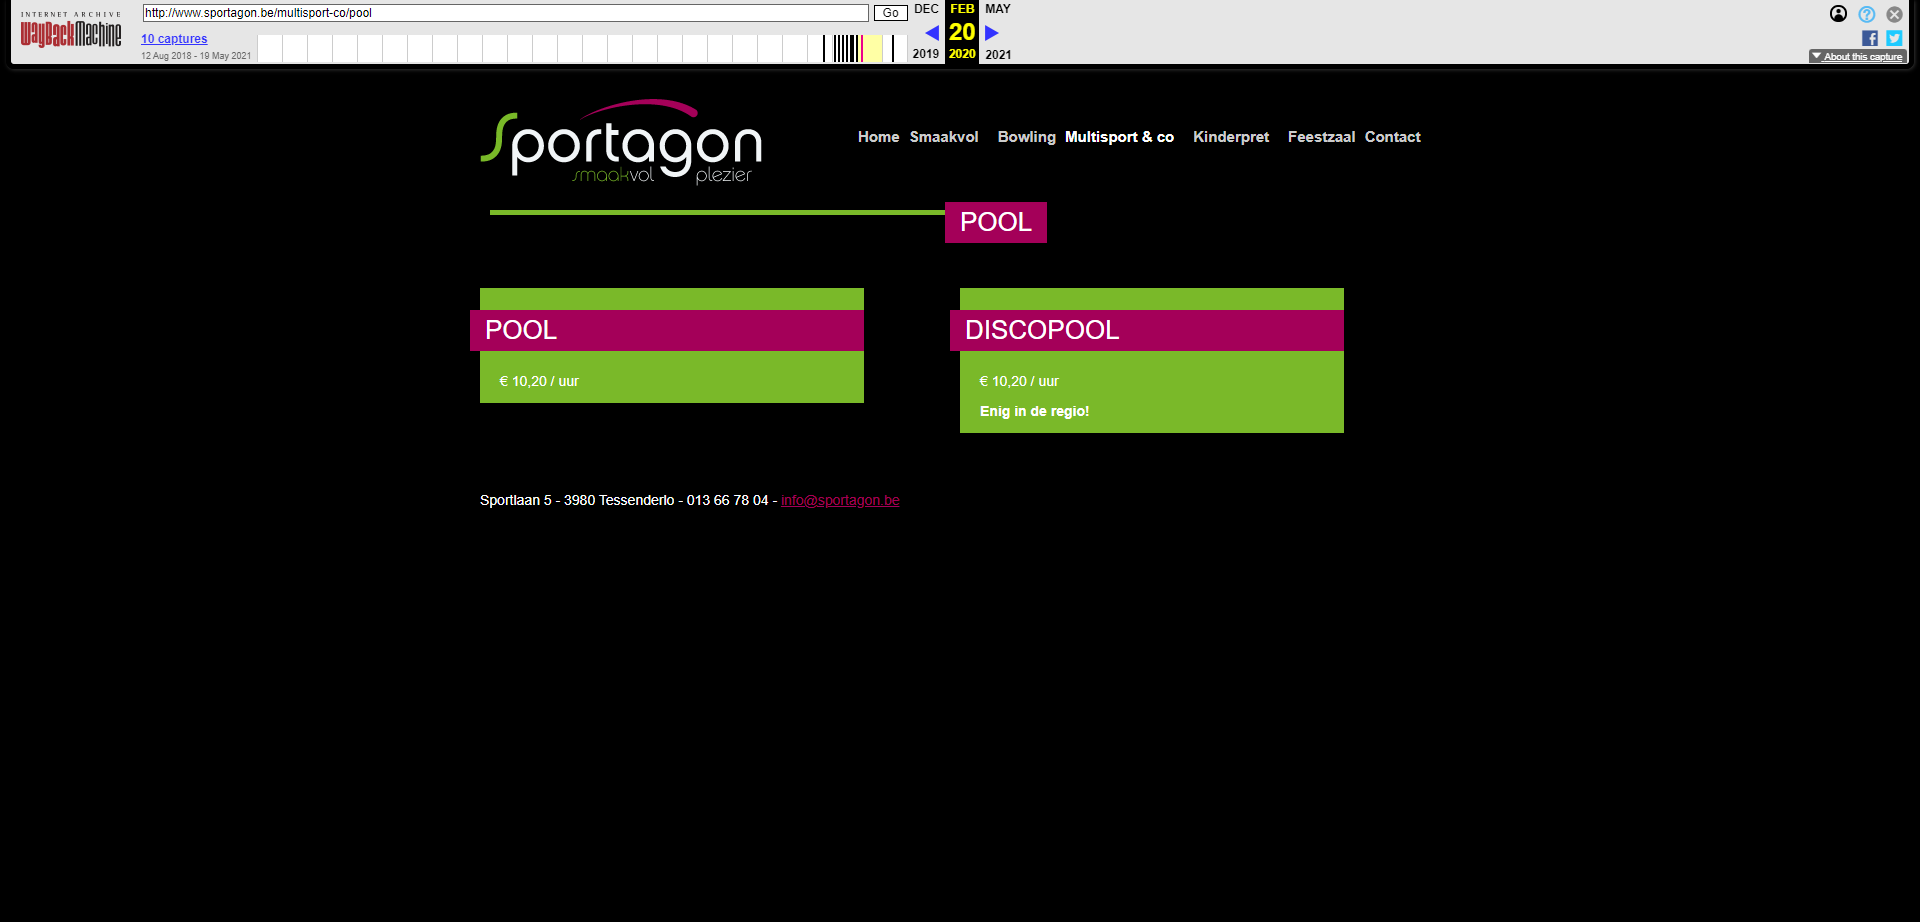 INTERNET ARCHIVE
WayBackMachine
http://www.sportagon.be/multisport-co/pool
Go
10 captures
12 Aug 2018 - 19 May 2021
DEC
FEB
MAY
20
2019
2020
2021
About this capture
Sportagon
smaakvol plezier
Home Smaakvol Bowling Multisport & co Kinderpret Feestzaal Contact
POOL
POOL
€ 10,20 / uur
DISCOPOOL
€ 10,20 / uur
Enig in de regio!
Sportlaan 5 - 3980 Tessenderlo - 013 66 78 04 - info@sportagon.be